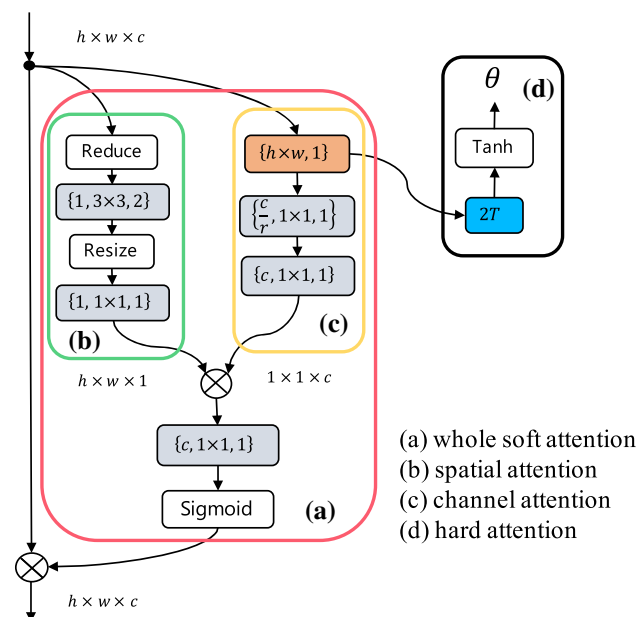 h × w × c
θ
(d)
Reduce
{h×w, 1}
Tanh
{1, 3×3, 2}
{c/r, 1×1, 1}
2T
Resize
{c, 1×1, 1}
{1, 1×1, 1}
(b)
(c)
h × w × 1
1 × 1 × c
{c, 1×1, 1}
Sigmoid
(a)
(a) whole soft attention
(b) spatial attention
(c) channel attention
(d) hard attention
h × w × c